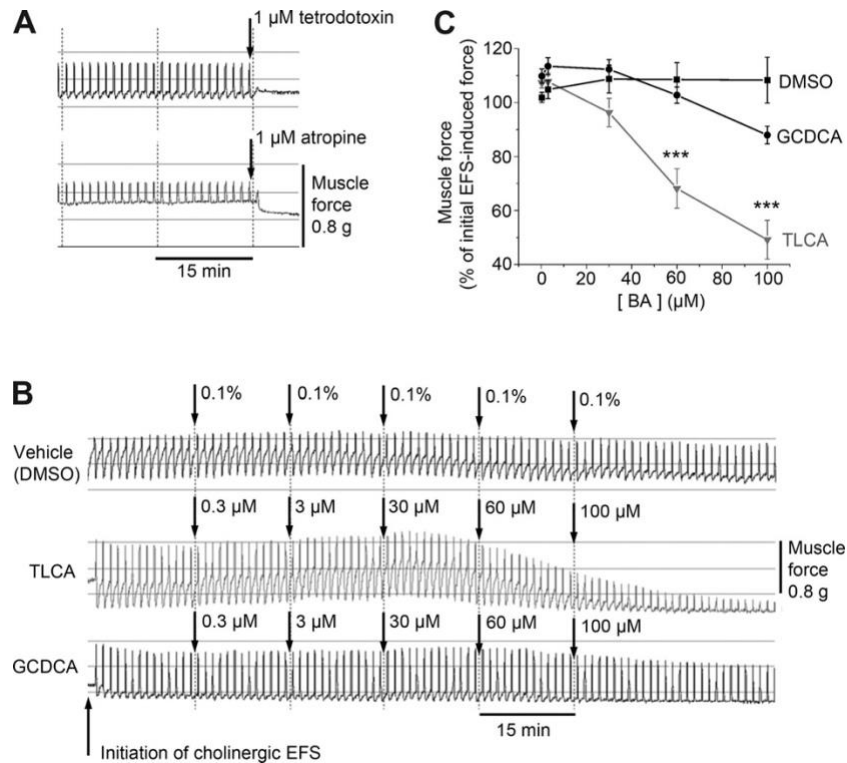 A
1 µM tetrodotoxin
1 µM atropine
Muscle
force
0.8 g
15 min
C
Muscle force
(% of initial EFS-induced force)
120
100
80
60
40
0 20 40 60 80 100
[ BA ] (µM)
DMSO
GCDCA
***
***
TLCA
B
0.1% 0.1% 0.1% 0.1% 0.1%
Vehicle
(DMSO)
0.3 µM 3 µM 30 µM 60 µM 100 µM
TLCA
Muscle
force
0.8 g
0.3 µM 3 µM 30 µM 60 µM 100 µM
GCDCA
15 min
Initiation of cholinergic EFS